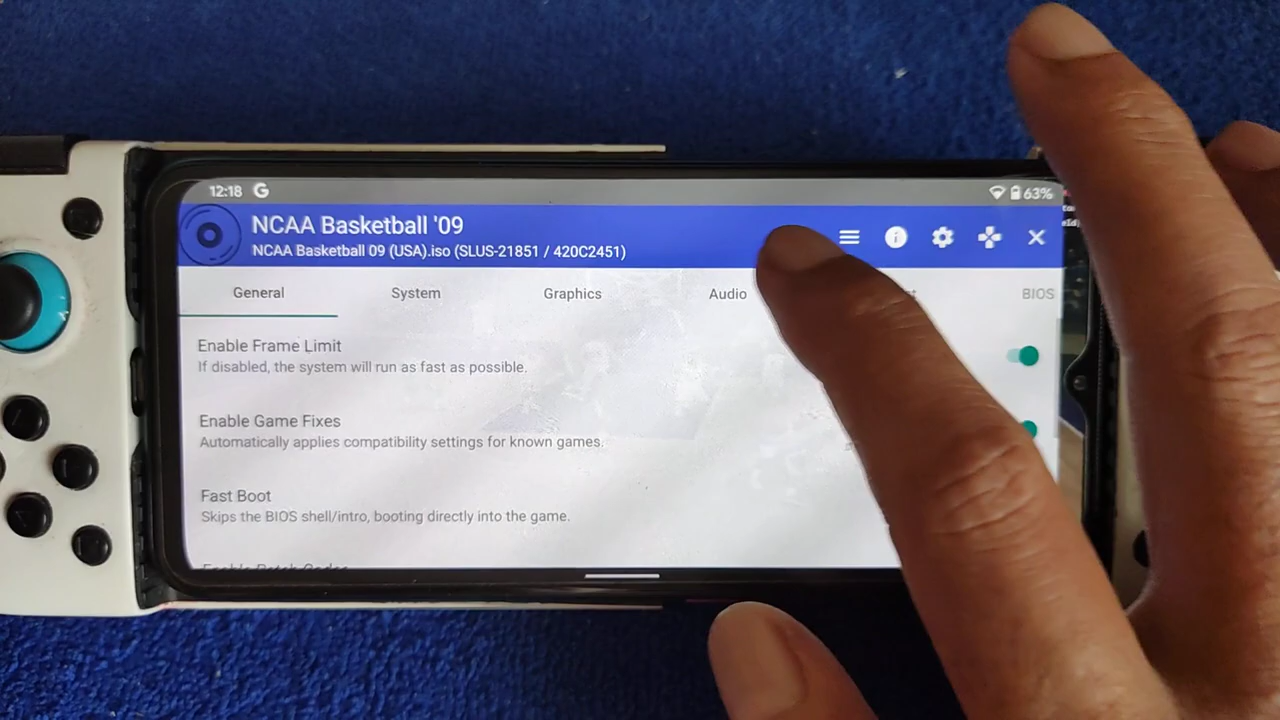 12:18 G 63%
NCAA Basketball '09
NCAA Basketball 09 (USA).iso (SLUS-21851 / 420C2451)
General System Graphics Audio BIOS
Enable Frame Limit
If disabled, the system will run as fast as possible.
Enable Game Fixes
Automatically applies compatibility settings for known games.
Fast Boot
Skips the BIOS shell/intro, booting directly into the game.